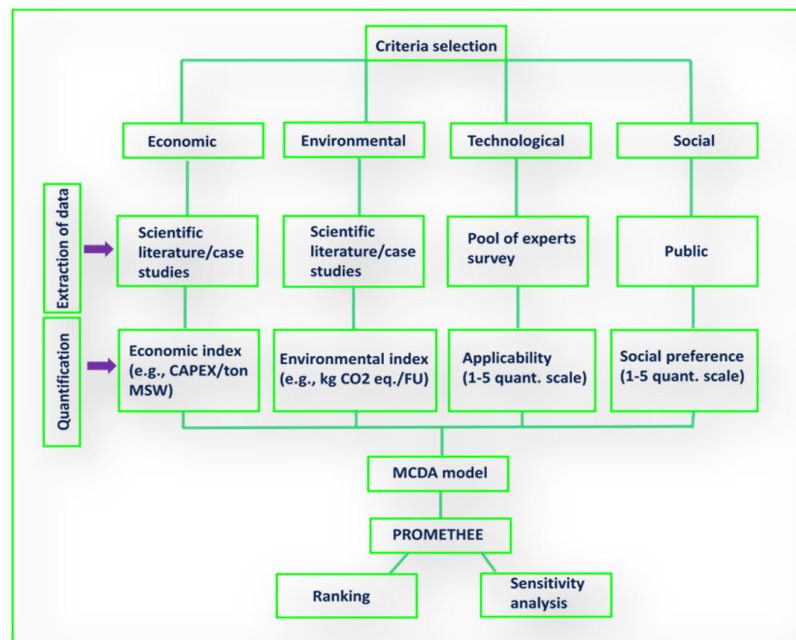 Criteria selection
Economic
Environmental
Technological
Social
Extraction of data
Scientific
literature/case
studies
Scientific
literature/case
studies
Pool of experts
survey
Public
Quantification
Economic index
(e.g., CAPEX/ton
MSW)
Environmental index
(e.g., kg CO2 eq./FU)
Applicability
(1-5 quant. scale)
Social preference
(1-5 quant. scale)
MCDA model
PROMETHEE
Ranking
Sensitivity
analysis